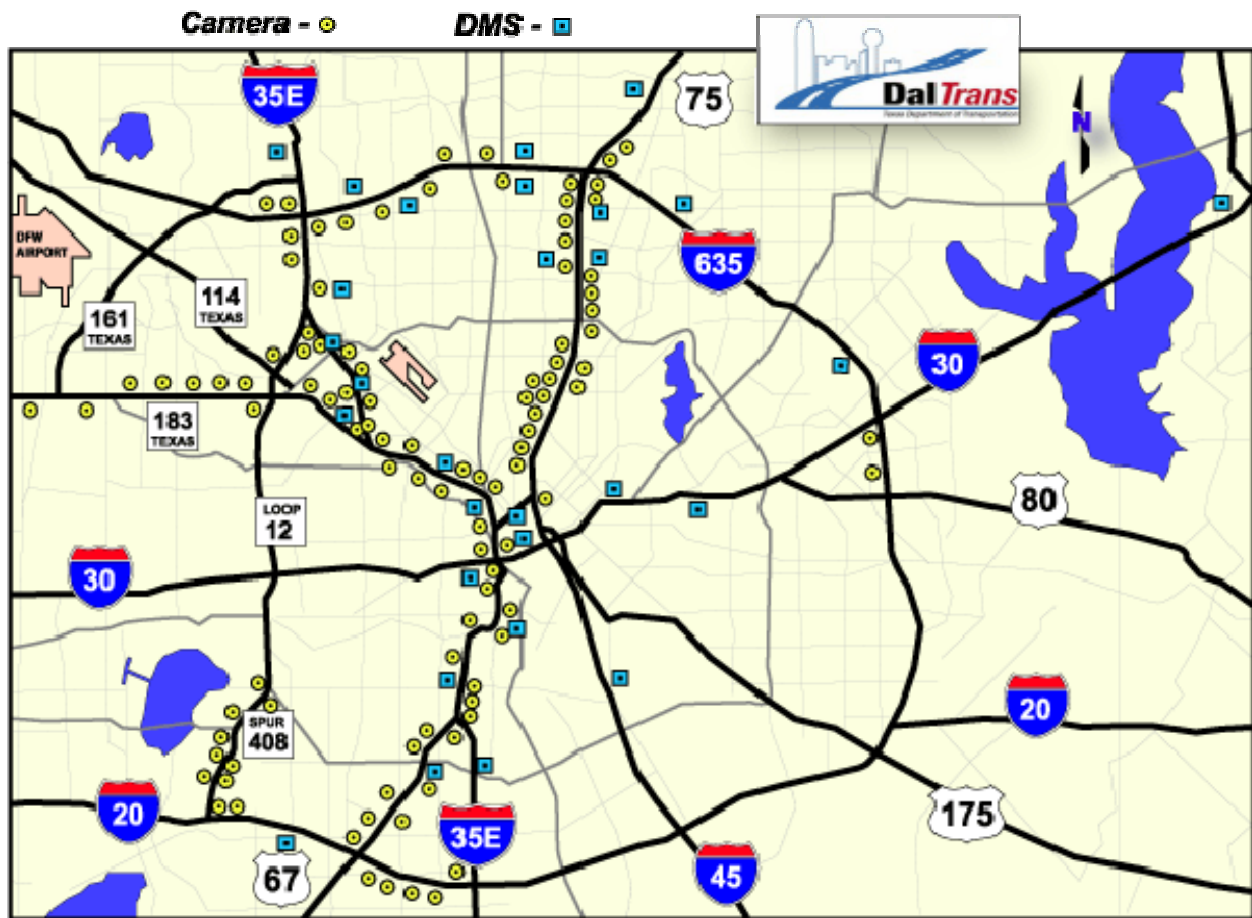 Camera -
DMS -
35E
75
DalTrans
Texas Department of Transportation
N
DFW
AIRPORT
635
114
TEXAS
161
TEXAS
30
183
TEXAS
80
LOOP
12
30
20
SPUR
408
20
175
35E
67
45